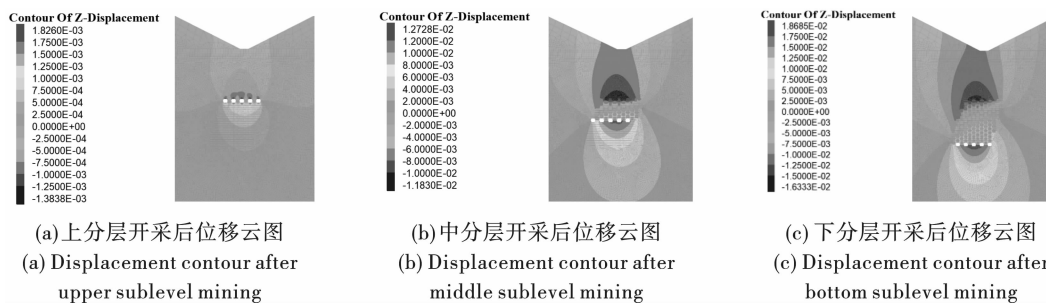 Contour Of Z-Displacement
1.8260E-03
1.7500E-03
1.5000E-03
1.2500E-03
1.0000E-03
7.5000E-04
5.0000E-04
2.5000E-04
0.0000E+00
-2.5000E-04
-5.0000E-04
-7.5000E-04
-1.0000E-03
-1.2500E-03
-1.3838E-03
(a)上分层开采后位移云图
(a) Displacement contour after
upper sublevel mining
Contour Of Z-Displacement
1.2728E-02
1.2000E-02
1.0000E-02
8.0000E-03
6.0000E-03
4.0000E-03
2.0000E-03
0.0000E+00
-2.0000E-03
-4.0000E-03
-6.0000E-03
-8.0000E-03
-1.0000E-02
-1.1830E-02
(b)中分层开采后位移云图
(b) Displacement contour after
middle sublevel mining
Contour Of Z-Displacement
1.8685E-02
1.7500E-02
1.5000E-02
1.2500E-02
1.0000E-02
7.5000E-03
5.0000E-03
2.5000E-03
0.0000E+00
-2.5000E-03
-5.0000E-03
-7.5000E-03
-1.0000E-02
-1.2500E-02
-1.5000E-02
-1.6333E-02
(c)下分层开采后位移云图
(c) Displacement contour after
bottom sublevel mining